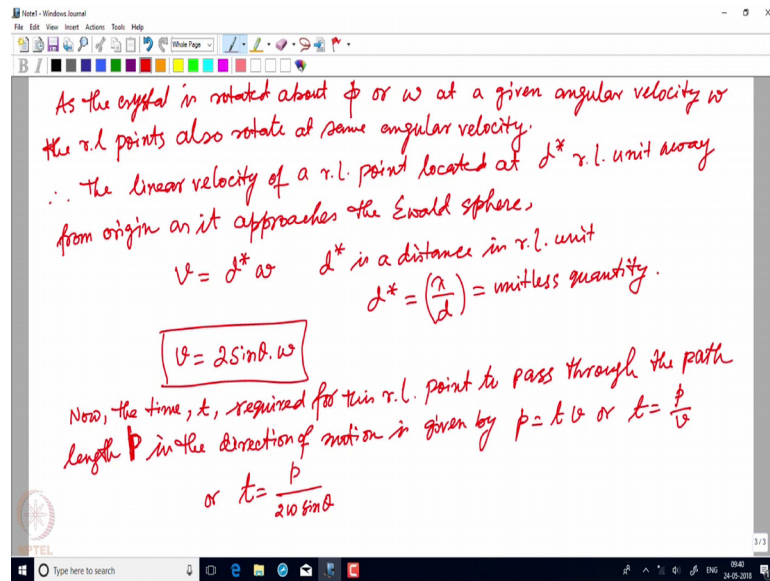 Note1 - Windows Journal
File Edit View Insert Actions Tools Help
Whole Page
B I
As the crystal is rotated about φ or ω at a given angular velocity ω
the r.l points also rotate at same angular velocity.
∴ The linear velocity of a r.l. point located at d* r.l. unit away
from origin as it approaches the Ewald sphere,
v = d* ω d* is a distance in r.l. unit
d* = (λ/d) = unitless quantity.
v = 2 sinθ. ω
Now, the time, t, required for this r.l. point to pass through the path
length p in the direction of motion is given by p = t v or t = p/v
or t = p/2ω sinθ
NPTEL
3/3
Type here to search
ENG
09:40
24-05-2018